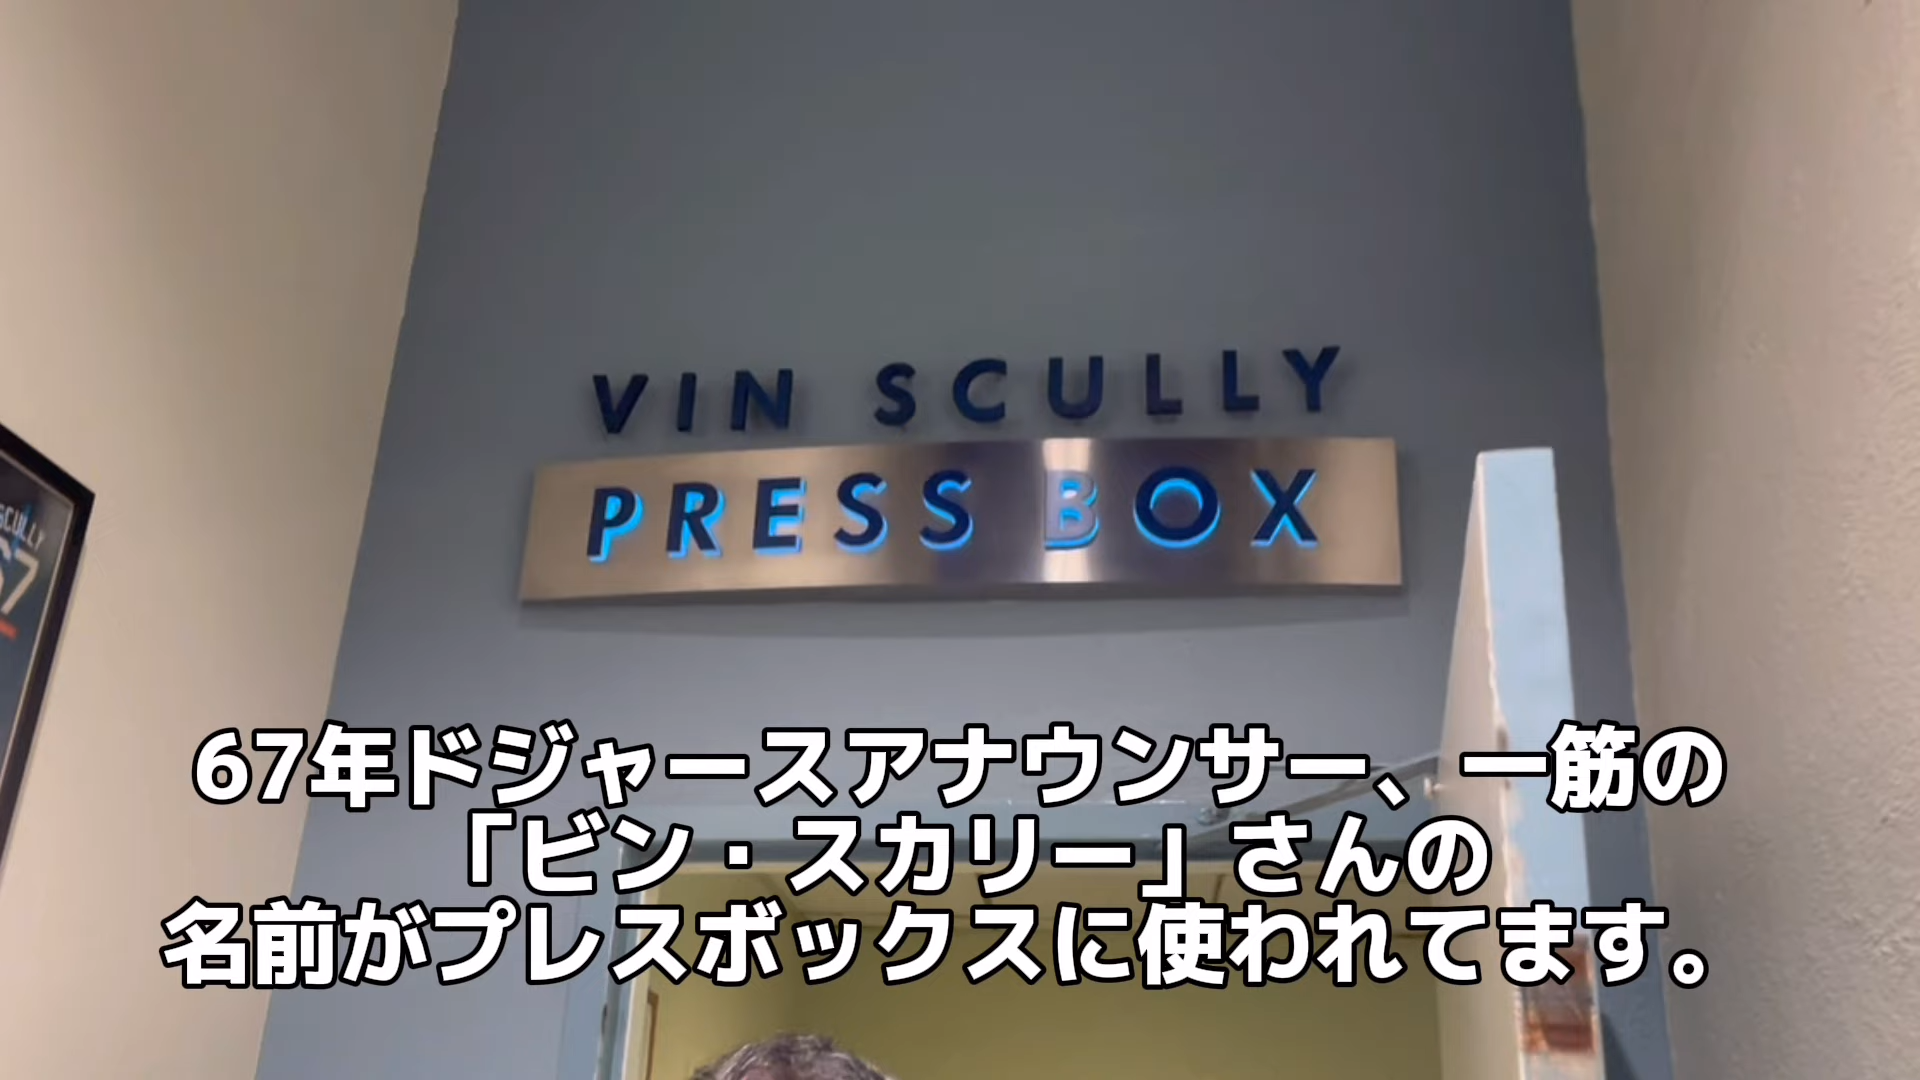 VIN SCULLY
PRESS BOX
SCULLY
67
67年ドジャースアナウンサー、一筋の
「ビン・スカリー」さんの
名前がプレスボックスに使われてます。